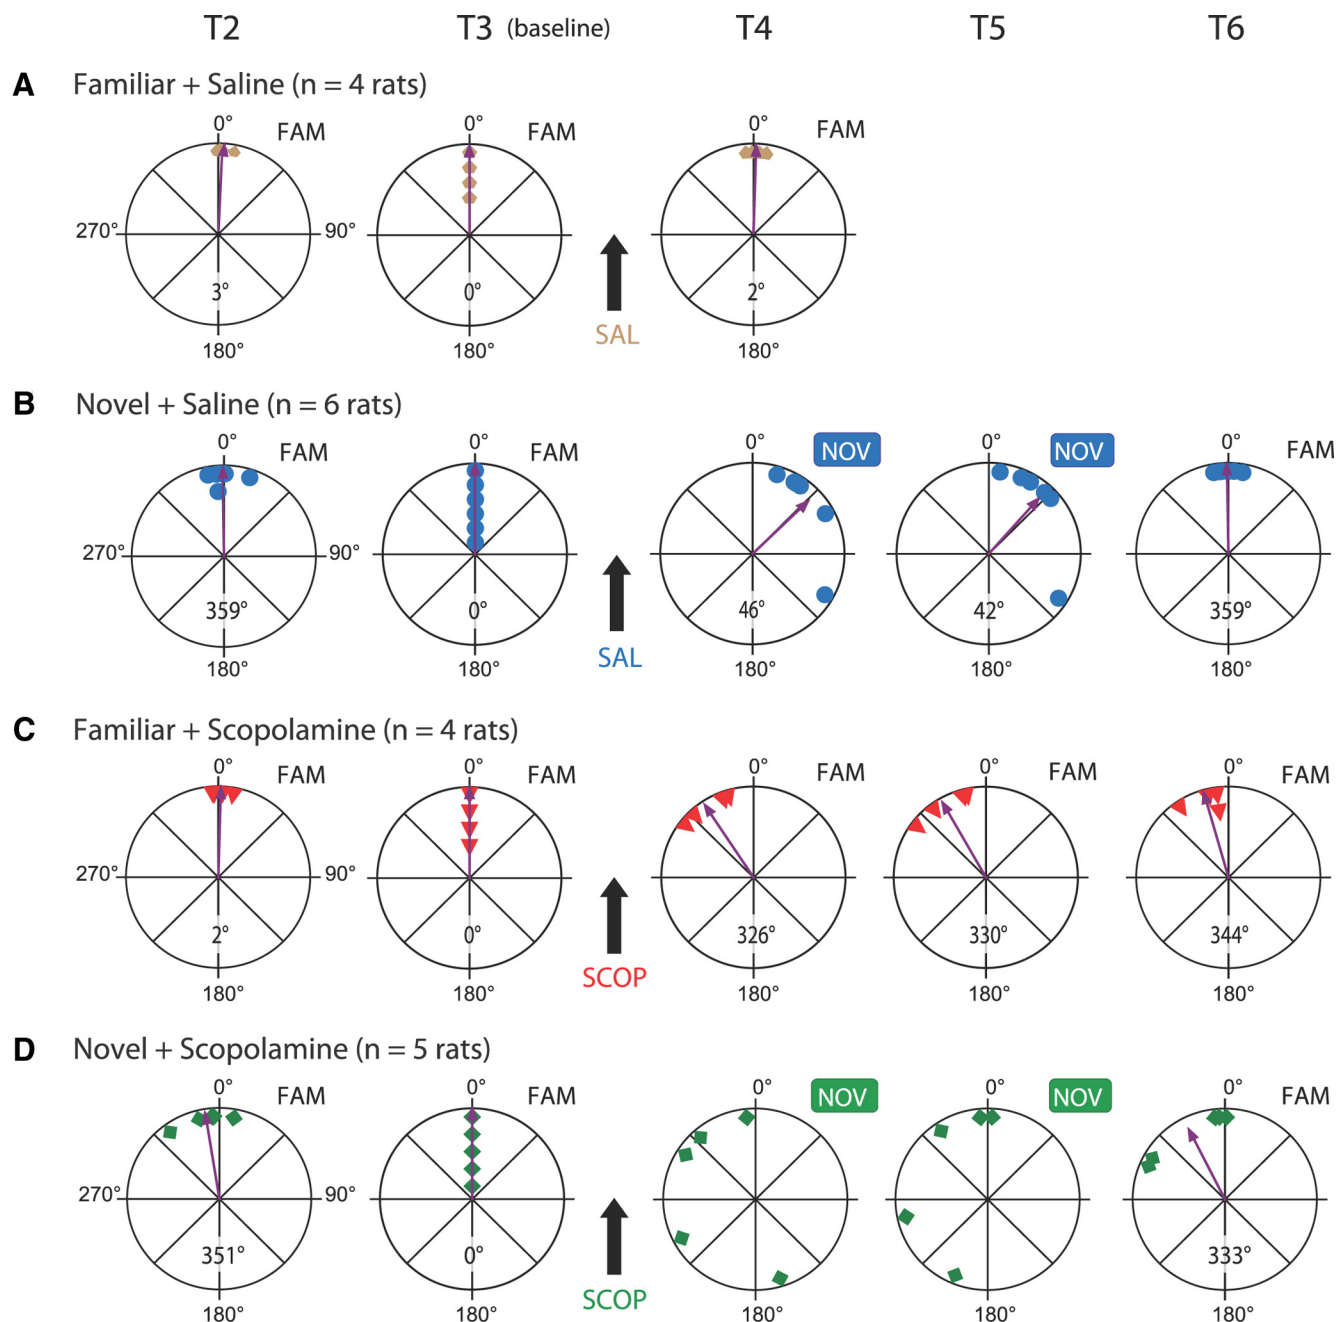 T2 T3 (baseline) T4 T5 T6
A Familiar + Saline (n = 4 rats)
0° FAM 0° FAM 0° FAM
270° 90°
3° 0° 2°
SAL
180° 180° 180°
B Novel + Saline (n = 6 rats)
0° FAM 0° FAM 0° NOV 0° NOV 0° FAM
270° 90°
359° 0° 46° 42° 359°
SAL
180° 180° 180° 180° 180°
C Familiar + Scopolamine (n = 4 rats)
0° FAM 0° FAM 0° FAM 0° FAM 0° FAM
270° 90°
2° 0° 326° 330° 344°
SCOP
180° 180° 180° 180° 180°
D Novel + Scopolamine (n = 5 rats)
0° FAM 0° FAM 0° NOV 0° NOV 0° FAM
270° 90°
351° 0° 333°
SCOP
180° 180° 180° 180° 180°